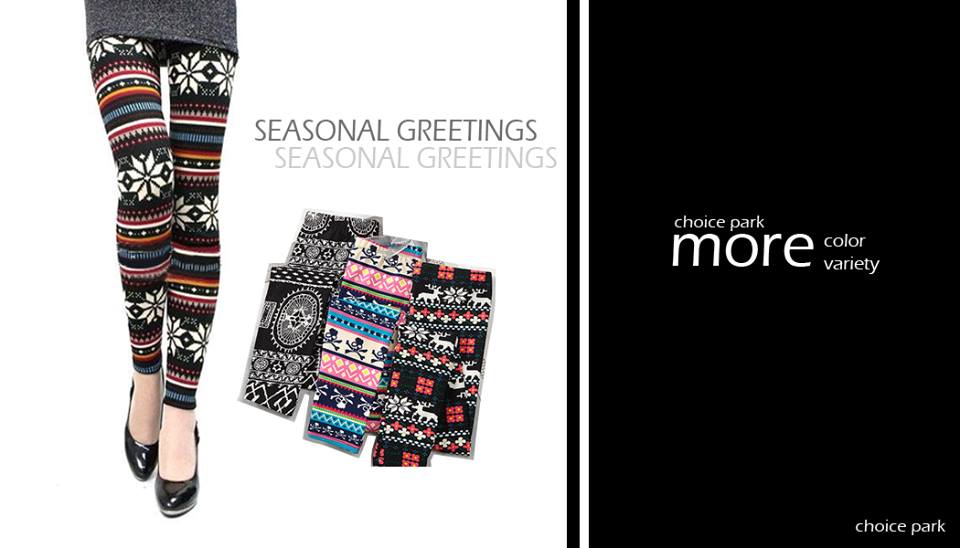 SEASONAL GREETINGS
SEASONAL GREETINGS
choice park
more color
variety
choice park